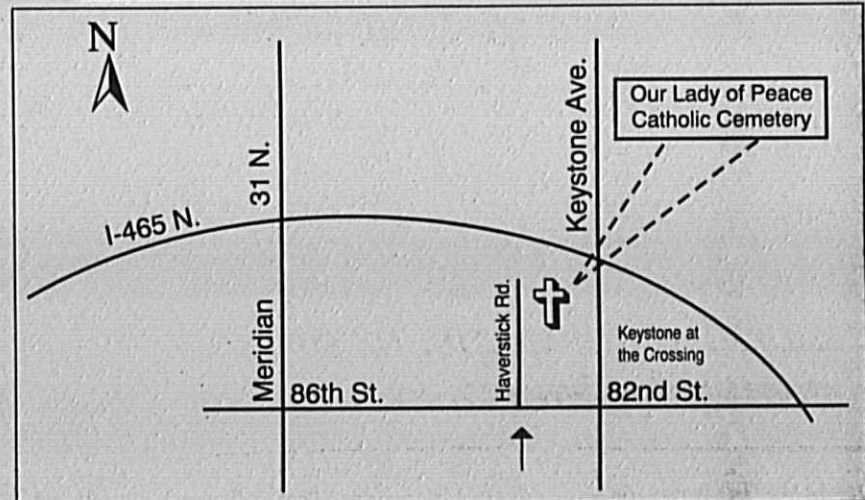 N
31 N.
Keystone Ave.
Our Lady of Peace
Catholic Cemetery
I-465 N.
Meridian
Haverstick Rd.
Keystone at
the Crossing
86th St.
82nd St.